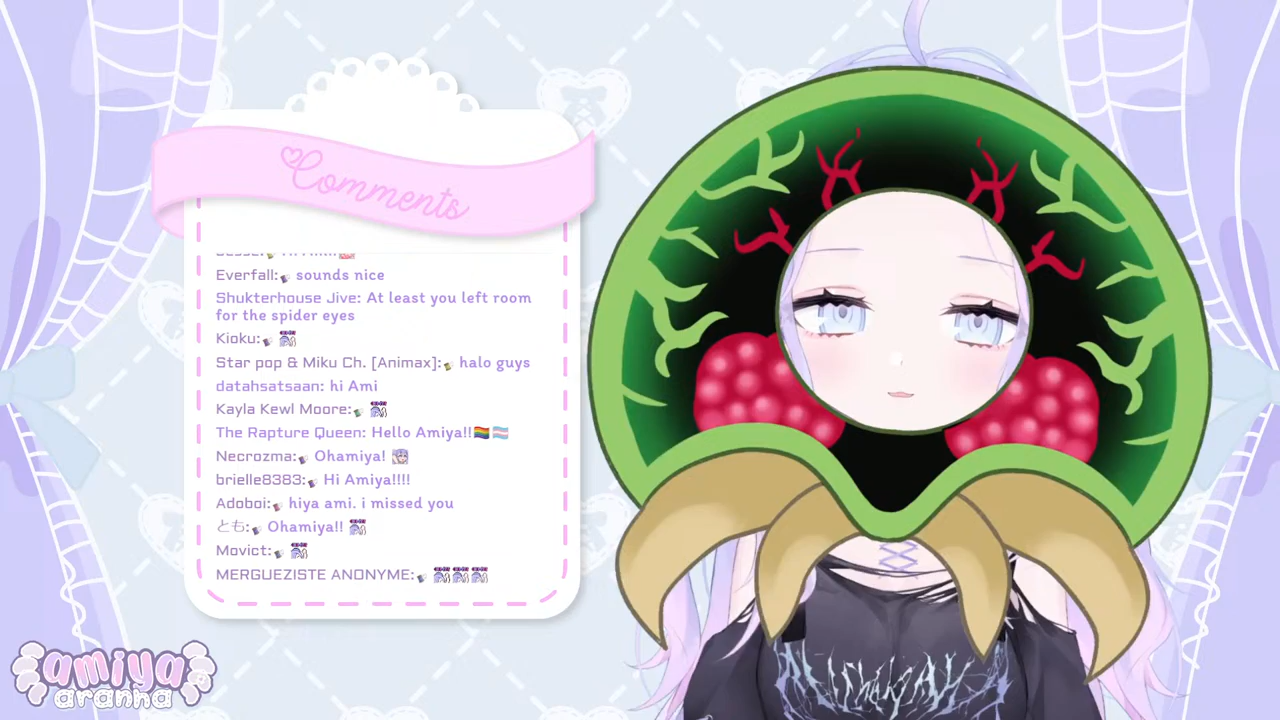 Comments
Everfall: sounds nice
Shukterhouse Jive: At least you left room
for the spider eyes
Kioku:
Star pop & Miku Ch. [Animax]: halo guys
datahsatsaan: hi Ami
Kayla Kewl Moore:
The Rapture Queen: Hello Amiya!!🏳️‍🌈🏳️‍⚧️
Necrozma: Ohamiya!
brielle8383: Hi Amiya!!!!
Adoboi: hiya ami. i missed you
とも: Ohamiya!!
Movict:
MERGUEZISTE ANONYME:
amiya
aranha